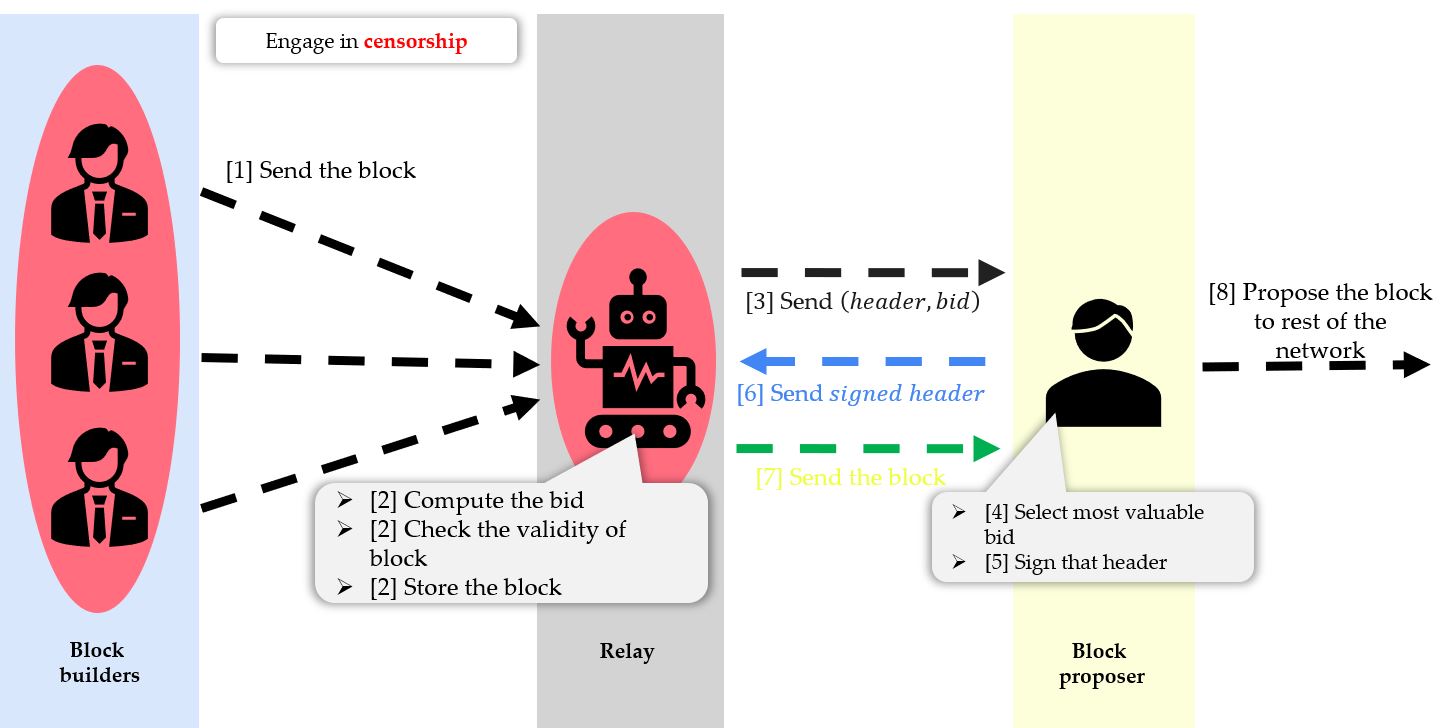 Engage in censorship
[1] Send the block
[2] Compute the bid
[2] Check the validity of
block
[2] Store the block
[3] Send (header, bid)
[6] Send signed header
[7] Send the block
[4] Select most valuable
bid
[5] Sign that header
[8] Propose the block
to rest of the
network
Block
builders
Relay
Block
proposer